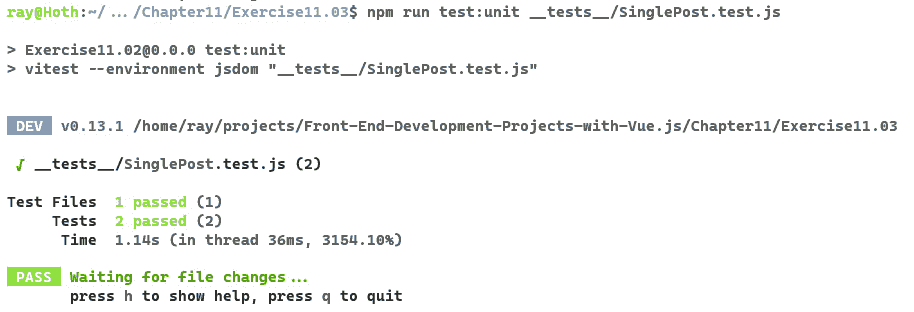 ray@Hoth:~/…/Chapter11/Exercise11.03$ npm run test:unit __tests__/SinglePost.test.js
> Exercise11.02@0.0.0 test:unit
> vitest --environment jsdom "__tests__/SinglePost.test.js"
DEV v0.13.1 /home/ray/projects/Front-End-Development-Projects-with-Vue.js/Chapter11/Exercise11.03
√ __tests__/SinglePost.test.js (2)
Test Files 1 passed (1)
Tests 2 passed (2)
Time 1.14s (in thread 36ms, 3154.10%)
PASS Waiting for file changes...
press h to show help, press q to quit